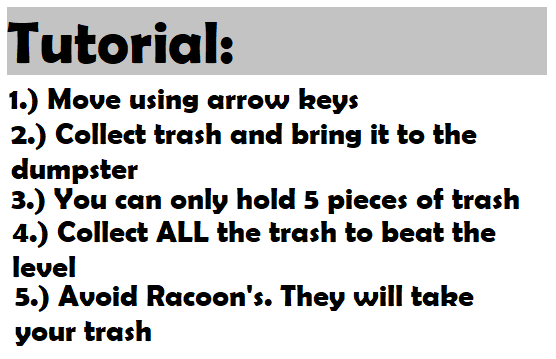 Tutorial:
1.) Move using arrow keys
2.) Collect trash and bring it to the
dumpster
3.) You can only hold 5 pieces of trash
4.) Collect ALL the trash to beat the
level
5.) Avoid Racoon's. They will take
your trash